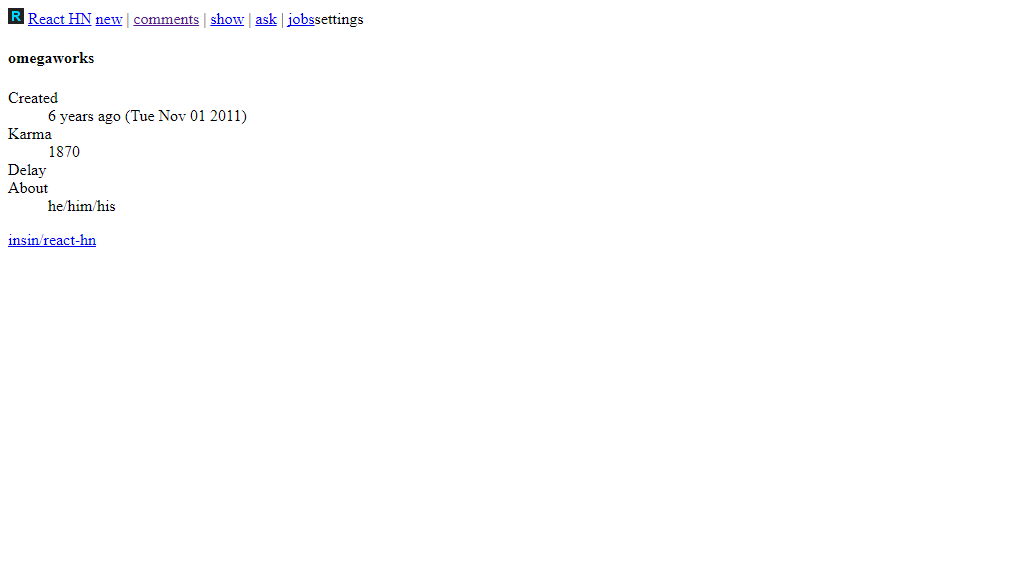 R React HN new | comments | show | ask | jobssettings
omegaworks
Created
6 years ago (Tue Nov 01 2011)
Karma
1870
Delay
About
he/him/his
insin/react-hn